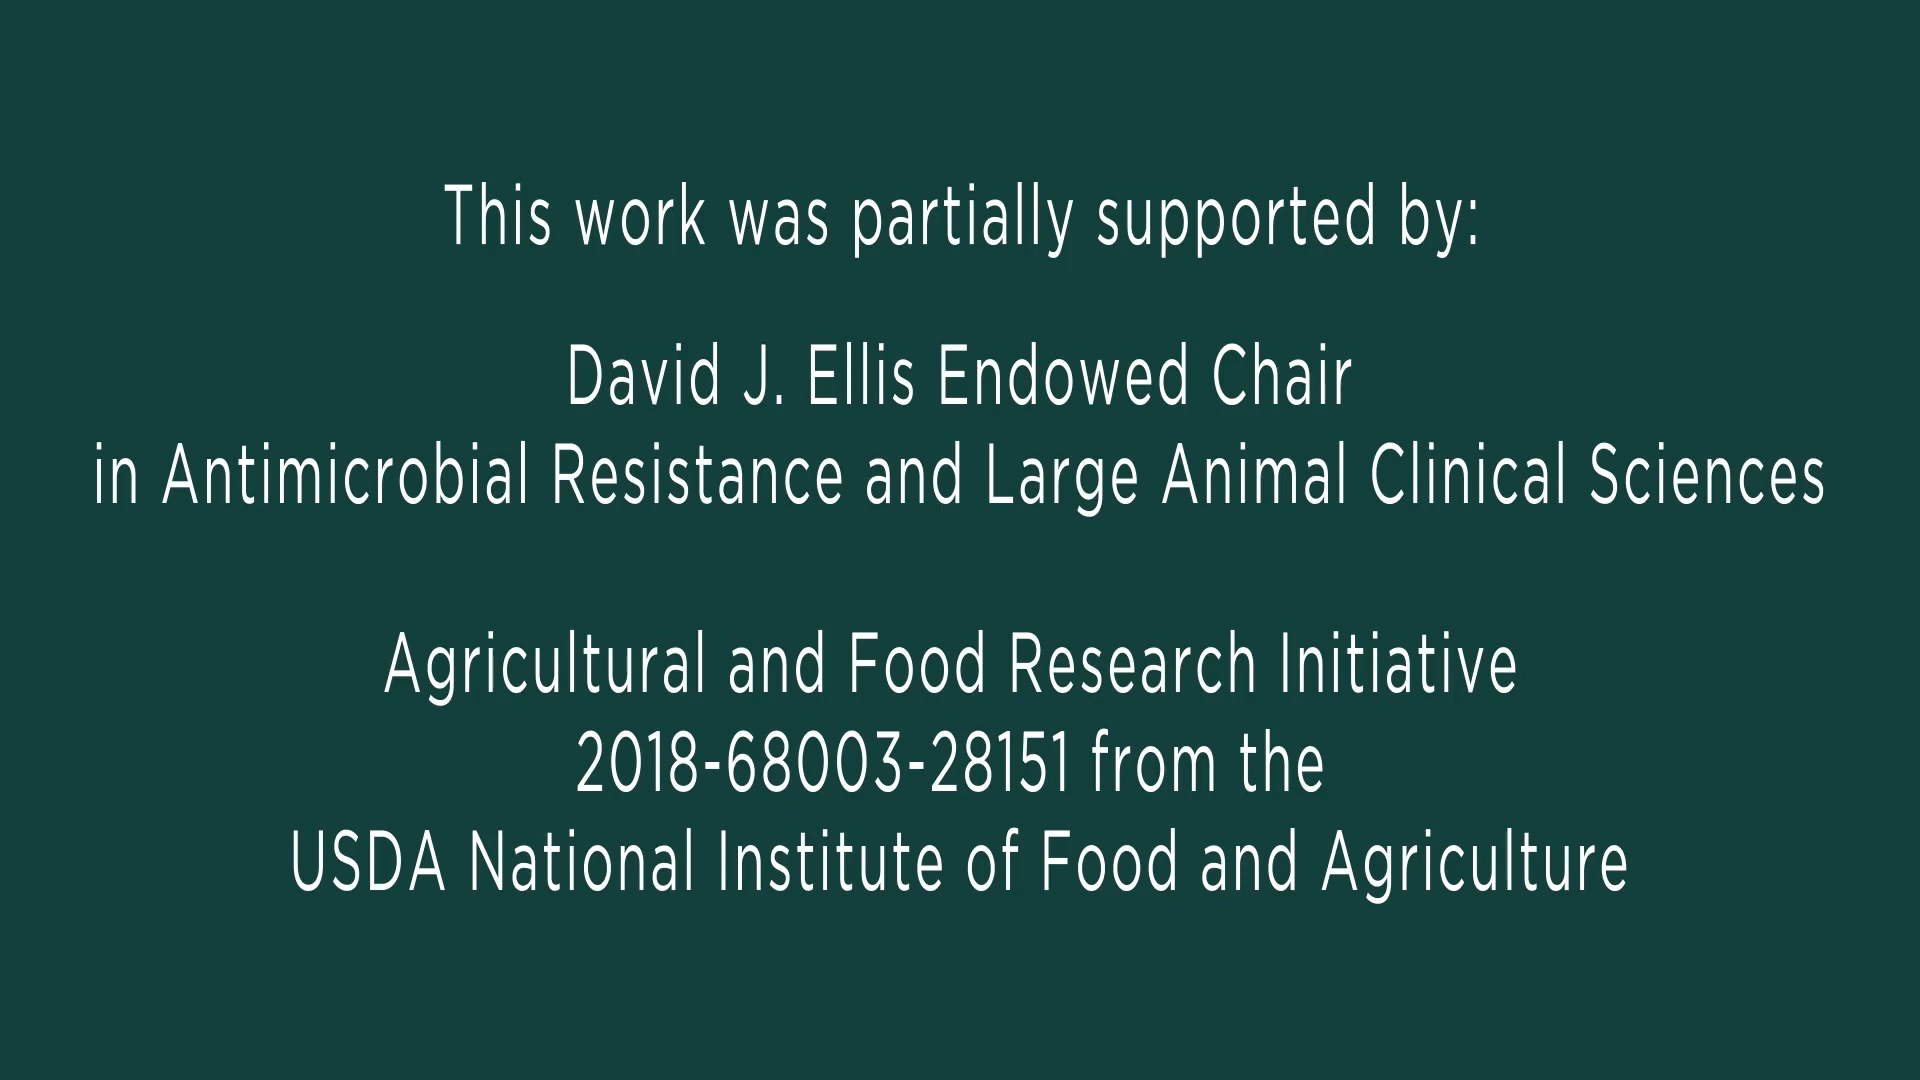 This work was partially supported by:
David J. Ellis Endowed Chair
in Antimicrobial Resistance and Large Animal Clinical Sciences
Agricultural and Food Research Initiative
2018-68003-28151 from the
USDA National Institute of Food and Agriculture